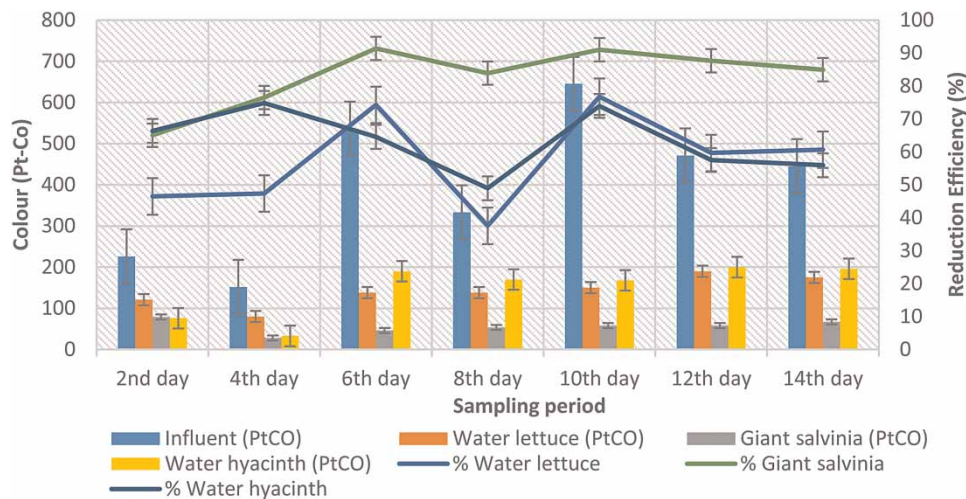 800
700
600
500
400
300
200
100
0
Colour (Pt-Co)
100
90
80
70
60
50
40
30
20
10
0
Reduction Efficiency (%)
2nd day 4th day 6th day 8th day 10th day 12th day 14th day
Sampling period
Influent (PtCO) Water lettuce (PtCO) Giant salvinia (PtCO)
Water hyacinth (PtCO) % Water lettuce % Giant salvinia
% Water hyacinth